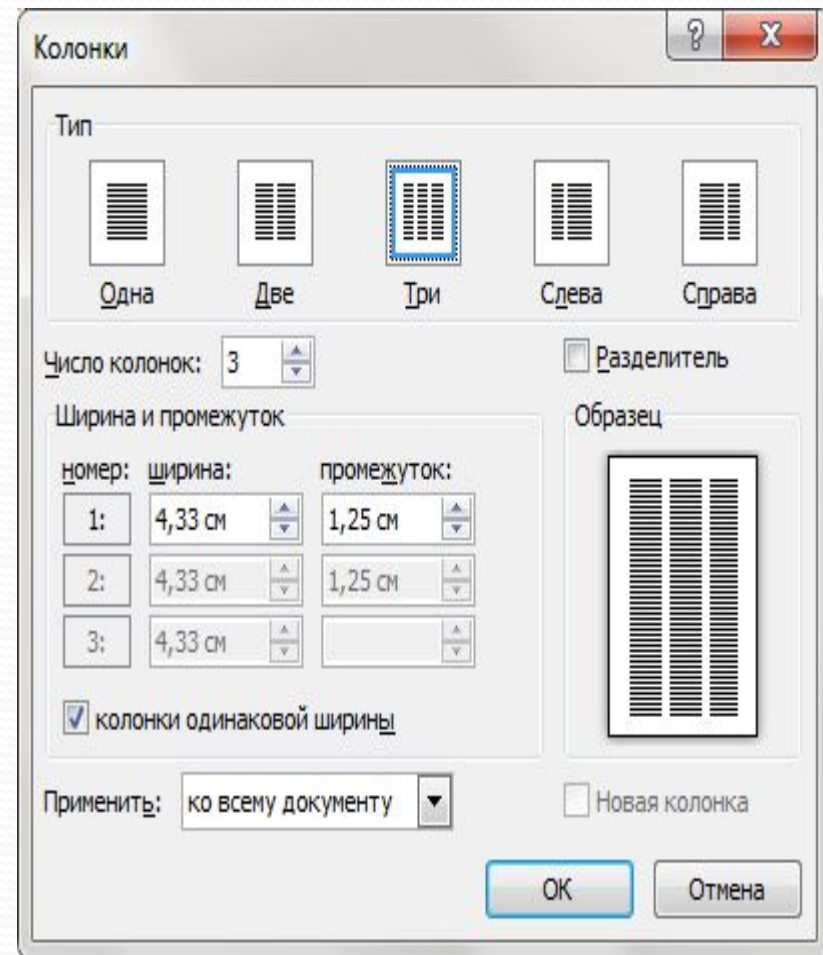 Колонки
Тип
Одна Две Три Слева Справа
Число колонок: 3 Разделитель
Ширина и промежуток Образец
номер: ширина: промежуток:
1: 4,33 см 1,25 см
2: 4,33 см 1,25 см
3: 4,33 см
колонки одинаковой ширины
Применить: ко всему документу Новая колонка
ОК Отмена